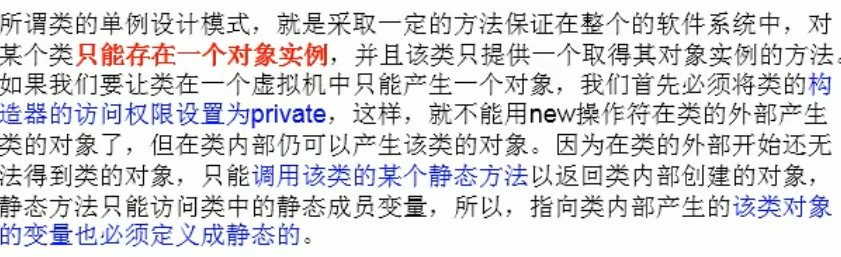 所谓类的单例设计模式，就是采取一定的方法保证在整个的软件系统中，对
某个类只能存在一个对象实例，并且该类只提供一个取得其对象实例的方法。
如果我们要让类在一个虚拟机中只能产生一个对象，我们首先必须将类的构
造器的访问权限设置为private，这样，就不能用new操作符在类的外部产生
类的对象了，但在类内部仍可以产生该类的对象。因为在类的外部开始还无
法得到类的对象，只能调用该类的某个静态方法以返回类内部创建的对象，
静态方法只能访问类中的静态成员变量，所以，指向类内部产生的该类对象
的变量也必须定义成静态的。